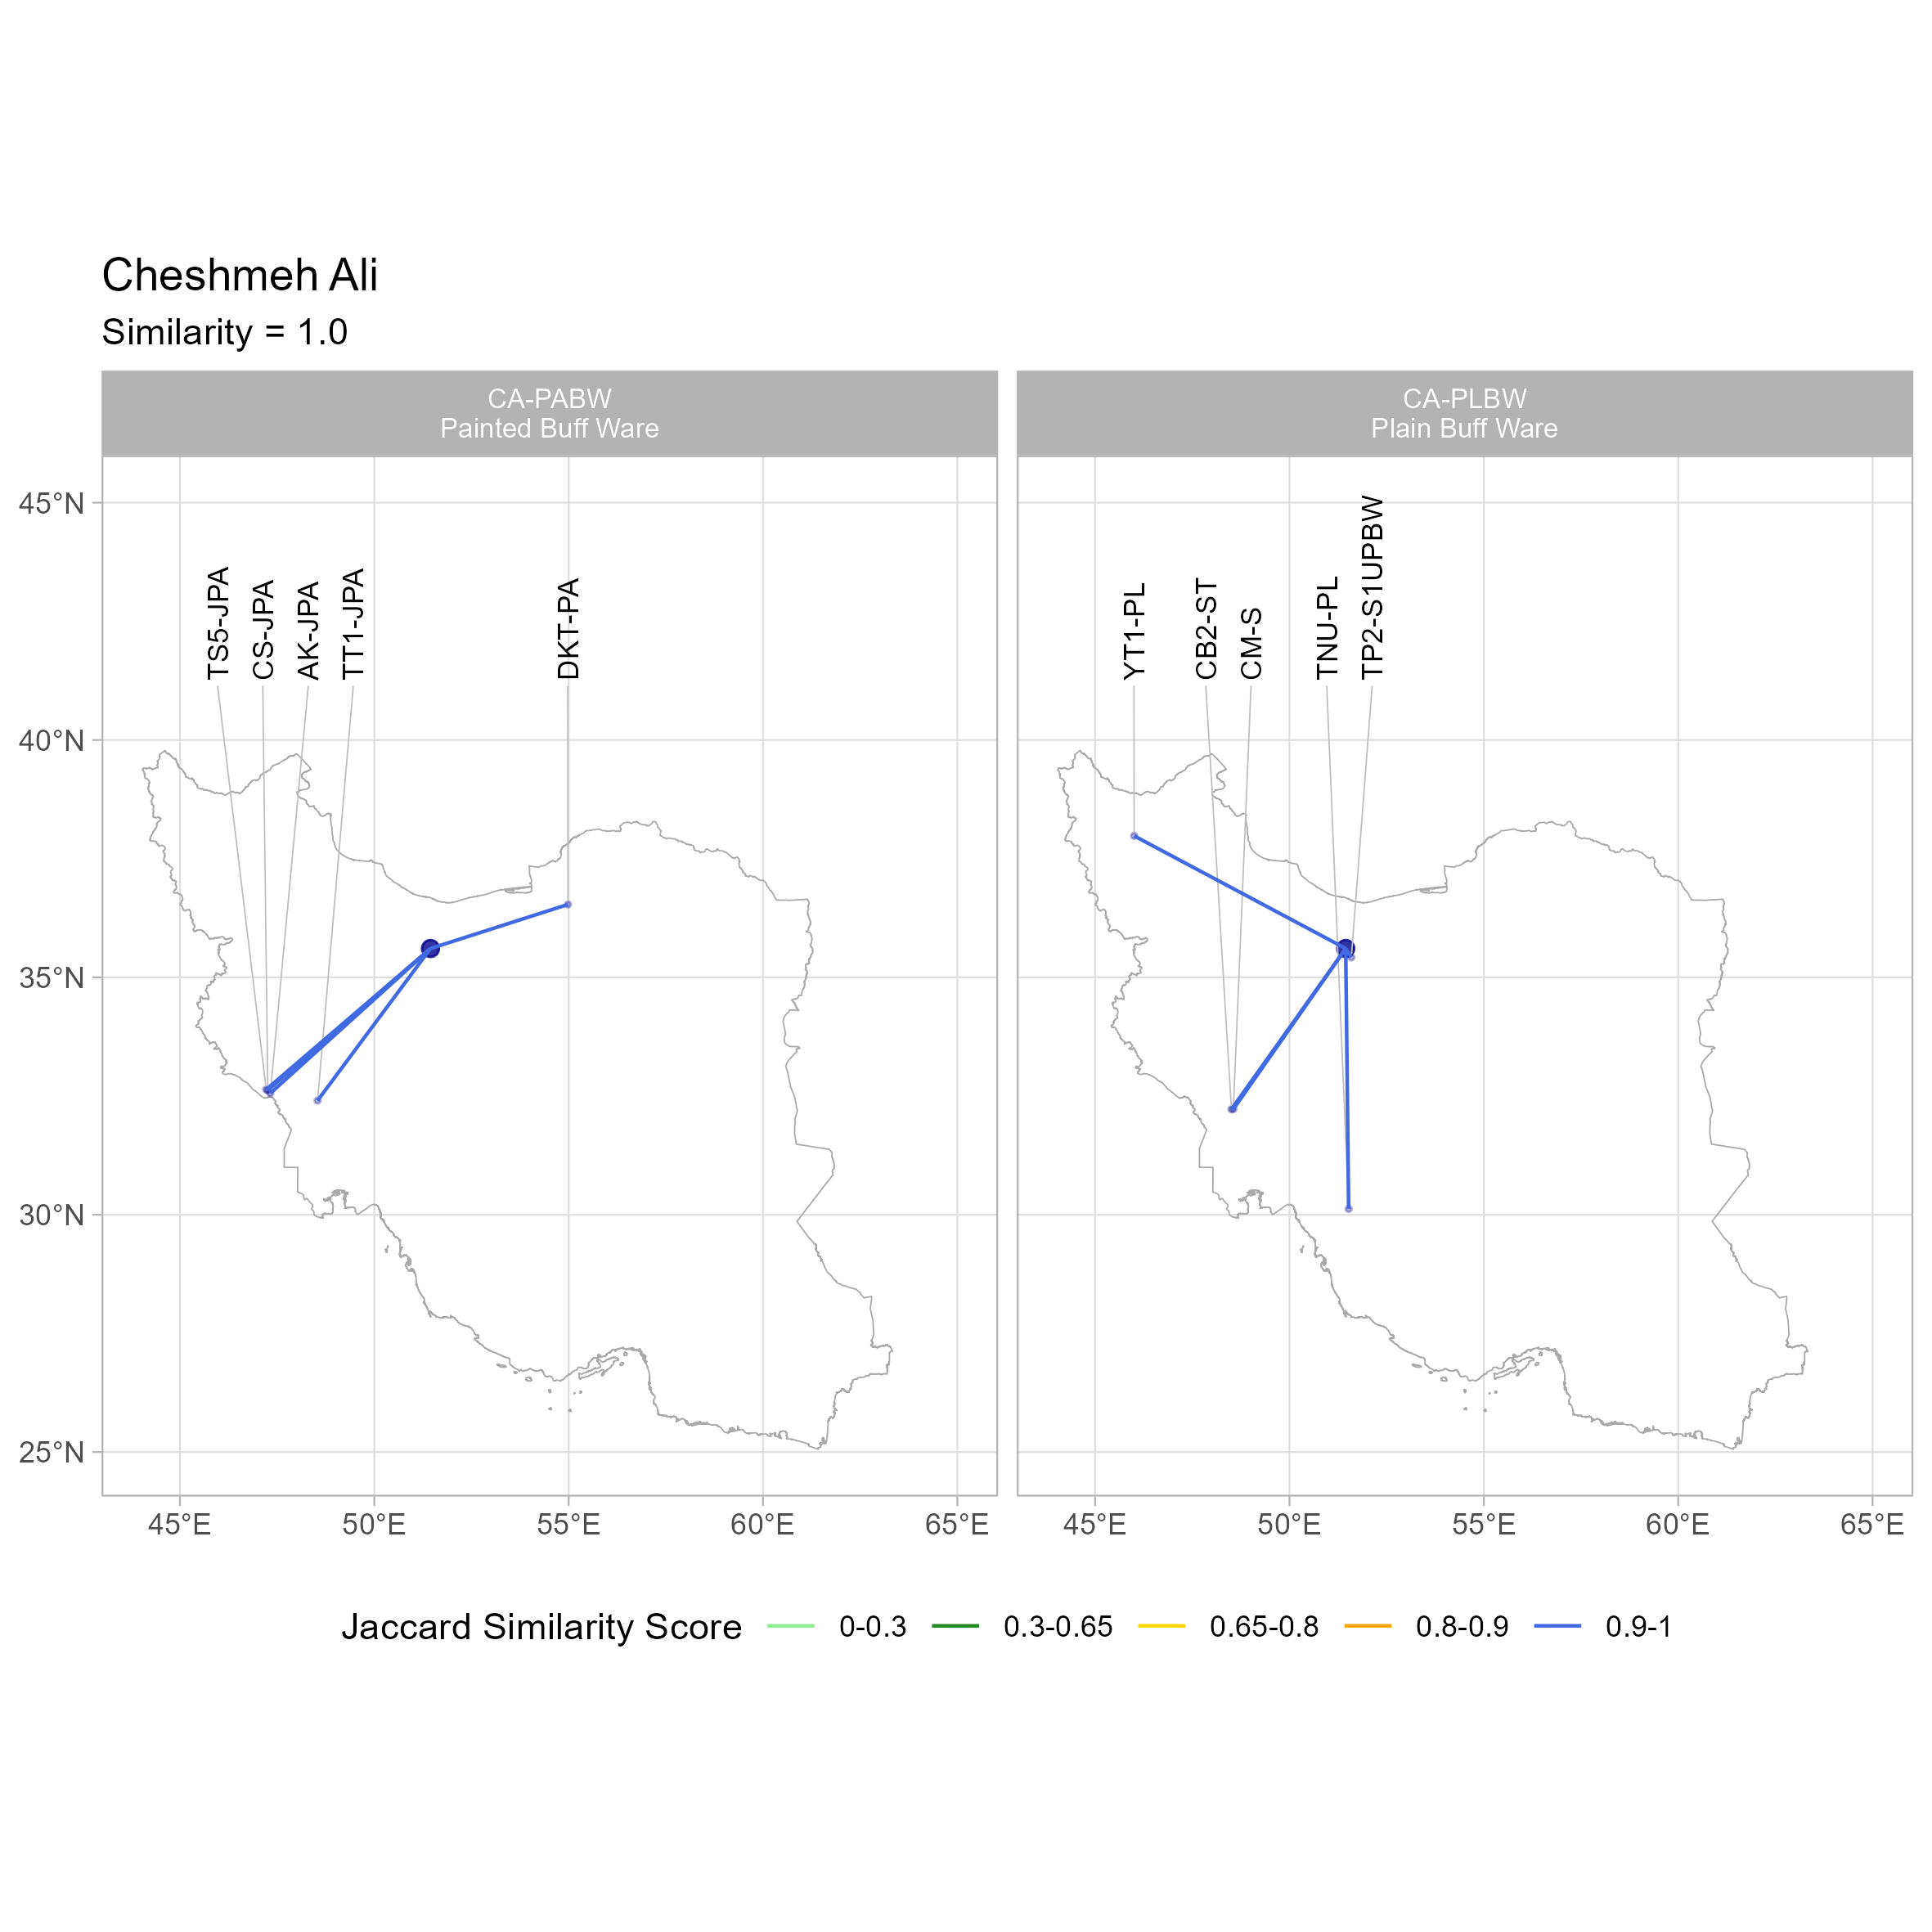 Cheshmeh Ali
Similarity = 1.0
CA-PABW
Painted Buff Ware
CA-PLBW
Plain Buff Ware
45°N
40°N
35°N
30°N
25°N
TS5-JPA
CS-JPA
AK-JPA
TT1-JPA
DKT-PA
YT1-PL
CB2-ST
CM-S
TNU-PL
TP2-S1UPBW
45°E 50°E 55°E 60°E 65°E
45°E 50°E 55°E 60°E 65°E
Jaccard Similarity Score 0-0.3 0.3-0.65 0.65-0.8 0.8-0.9 0.9-1